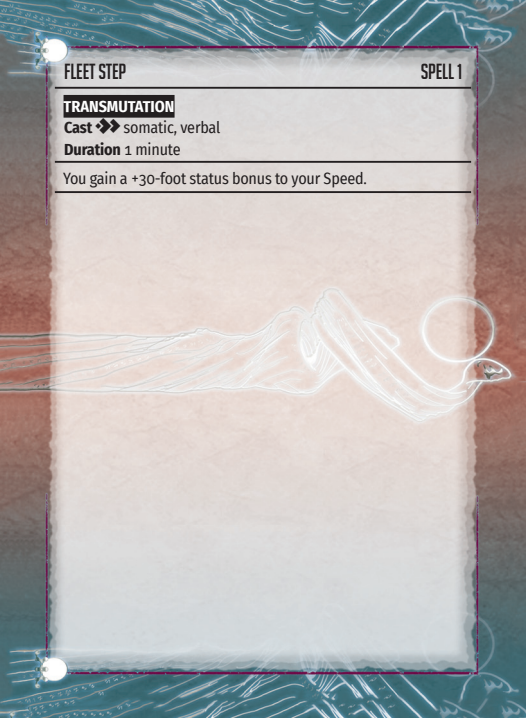 FLEET STEP SPELL 1
TRANSMUTATION
Cast somatic, verbal
Duration 1 minute
You gain a +30-foot status bonus to your Speed.